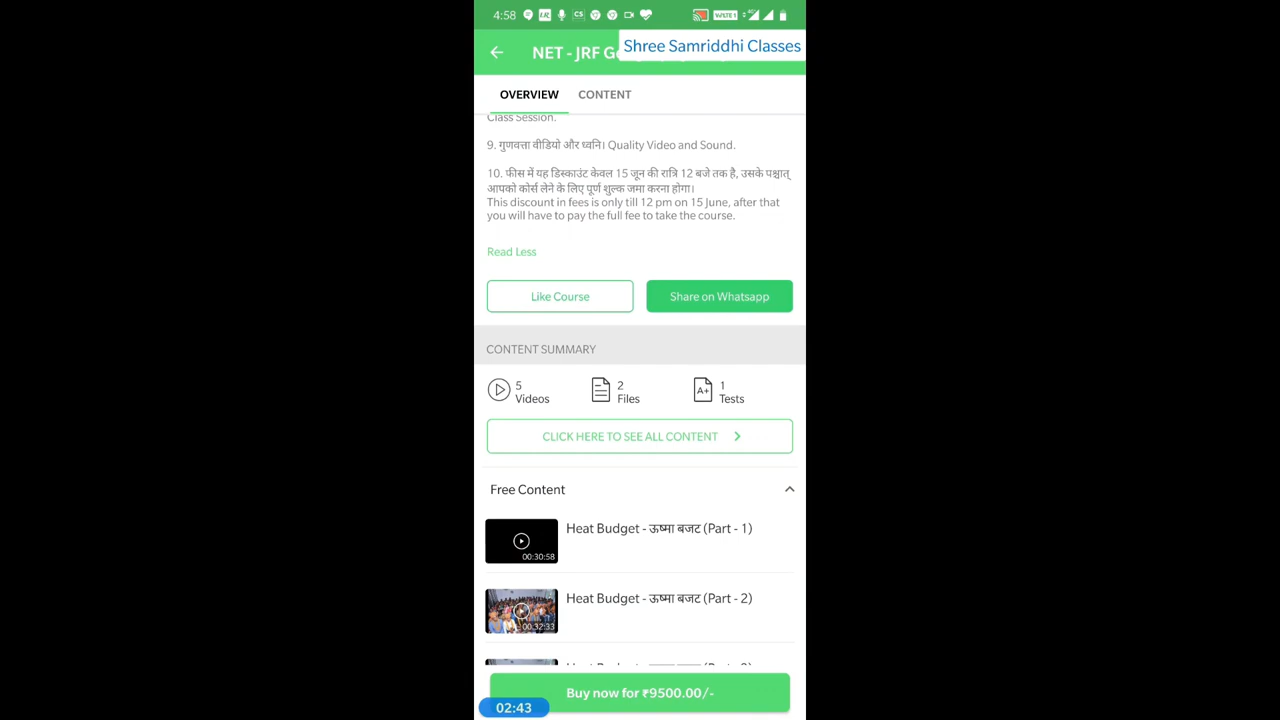 4:58
Shree Samriddhi Classes
NET - JRF
OVERVIEW CONTENT
Class Session.
9. गुणवत्ता वीडियो और ध्वनि। Quality Video and Sound.
10. फीस में यह डिस्काउंट केवल 15 जून की रात्रि 12 बजे तक है, उसके पश्चात्
आपको कोर्स लेने के लिए पूर्ण शुल्क जमा करना होगा।
This discount in fees is only till 12 pm on 15 June, after that
you will have to pay the full fee to take the course.
Read Less
Like Course
Share on Whatsapp
CONTENT SUMMARY
5
Videos
2
Files
1
Tests
CLICK HERE TO SEE ALL CONTENT
Free Content
Heat Budget - ऊष्मा बजट (Part - 1)
00:30:58
Heat Budget - ऊष्मा बजट (Part - 2)
00:32:33
Buy now for ₹9500.00/-
02:43